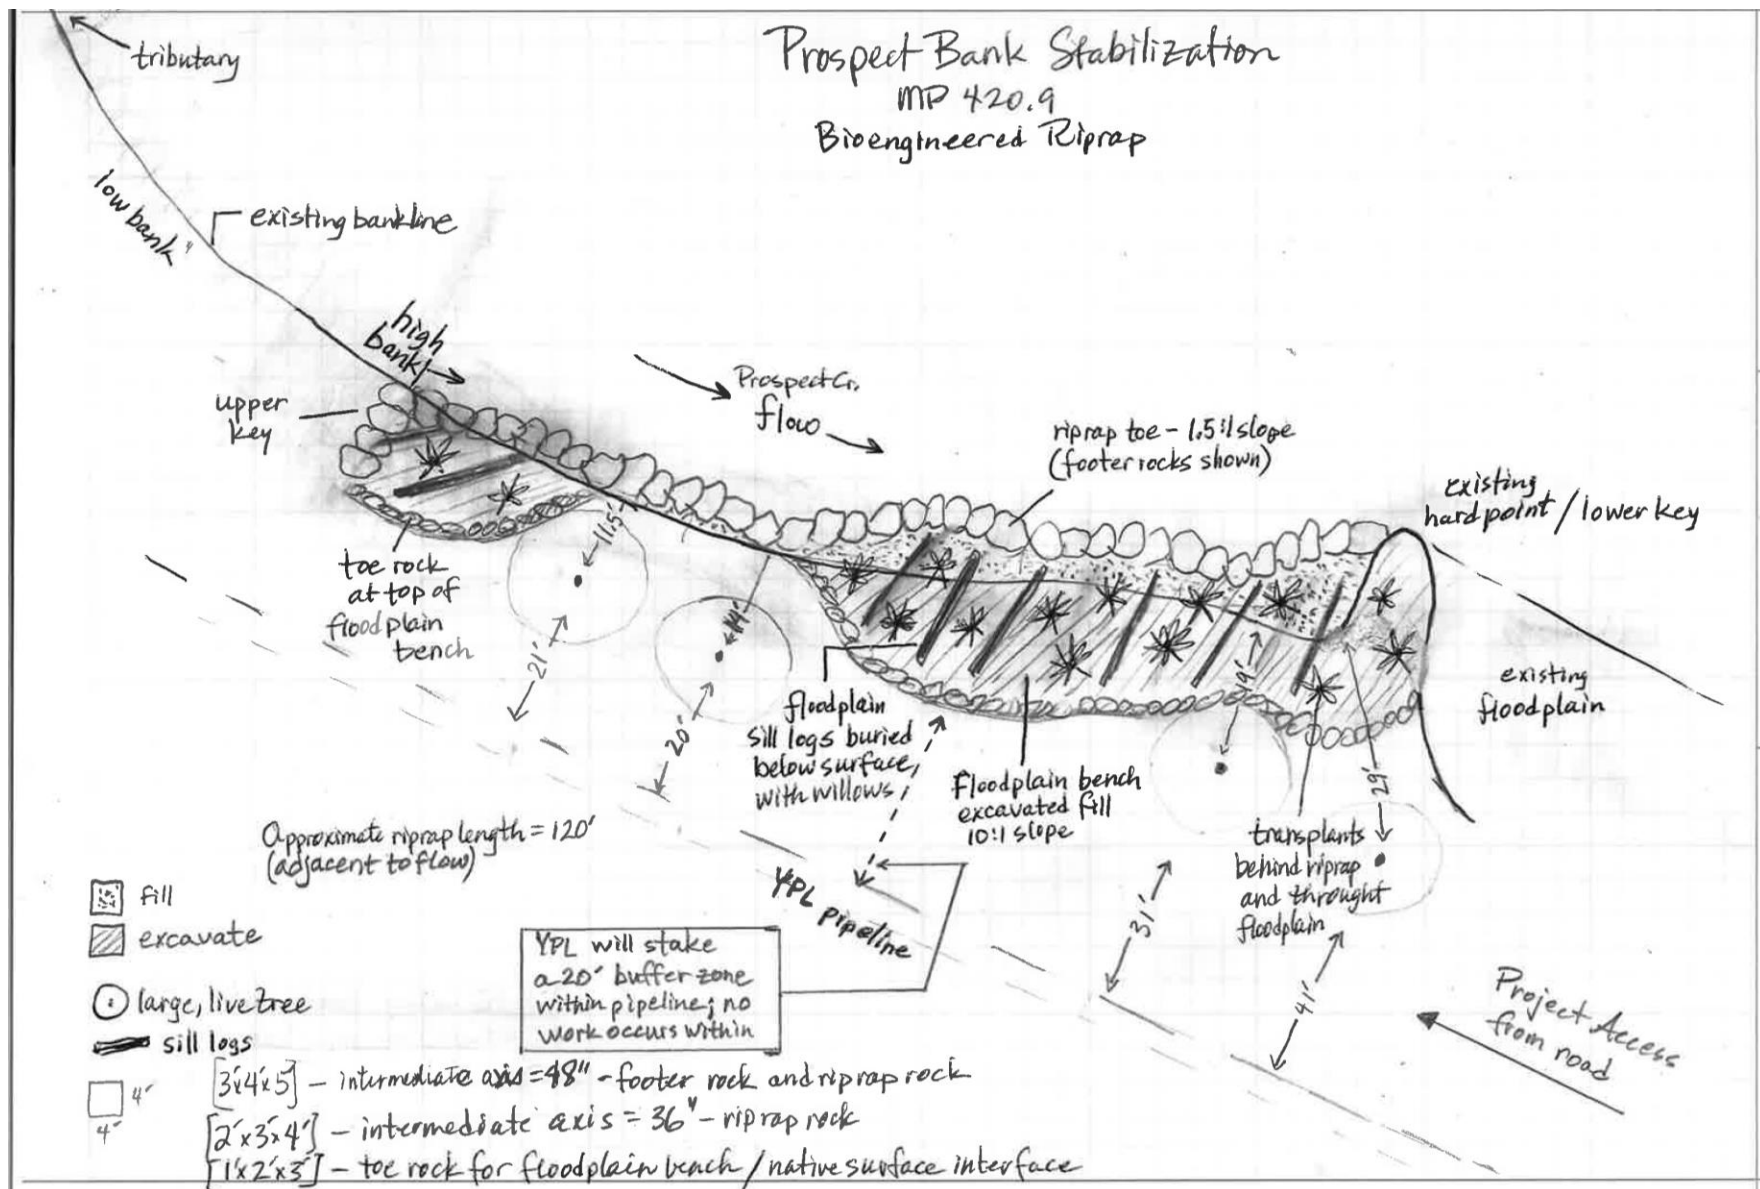 Prospect Bank Stabilization
MP 420.9
Bioengineered Riprap
tributary
low bank
existing bankline
high
bank
upper
key
Prospect Cr.
flow
riprap toe - 1.5:1 slope
(footer rocks shown)
existing
hard point / lower key
toe rock
at top of
floodplain
bench
11.5'
21'
14'
20'
floodplain
sill logs buried
below surface,
with willows
floodplain bench
excavated fill
10:1 slope
19'
29'
existing
floodplain
transplants
behind riprap
and throught
floodplain
31'
41'
YPL pipeline
Project Access
from road
Approximate riprap length = 120'
(adjacent to flow)
fill
excavate
large, live tree
sill logs
YPL will stake
a 20' buffer zone
within pipeline; no
work occurs within
4'
4'
[3'x4'x5'] - intermediate axis = 48" - footer rock and riprap rock
[2'x3'x4'] - intermediate axis = 36" - riprap rock
[1'x2'x3'] - toe rock for floodplain bench / native surface interface